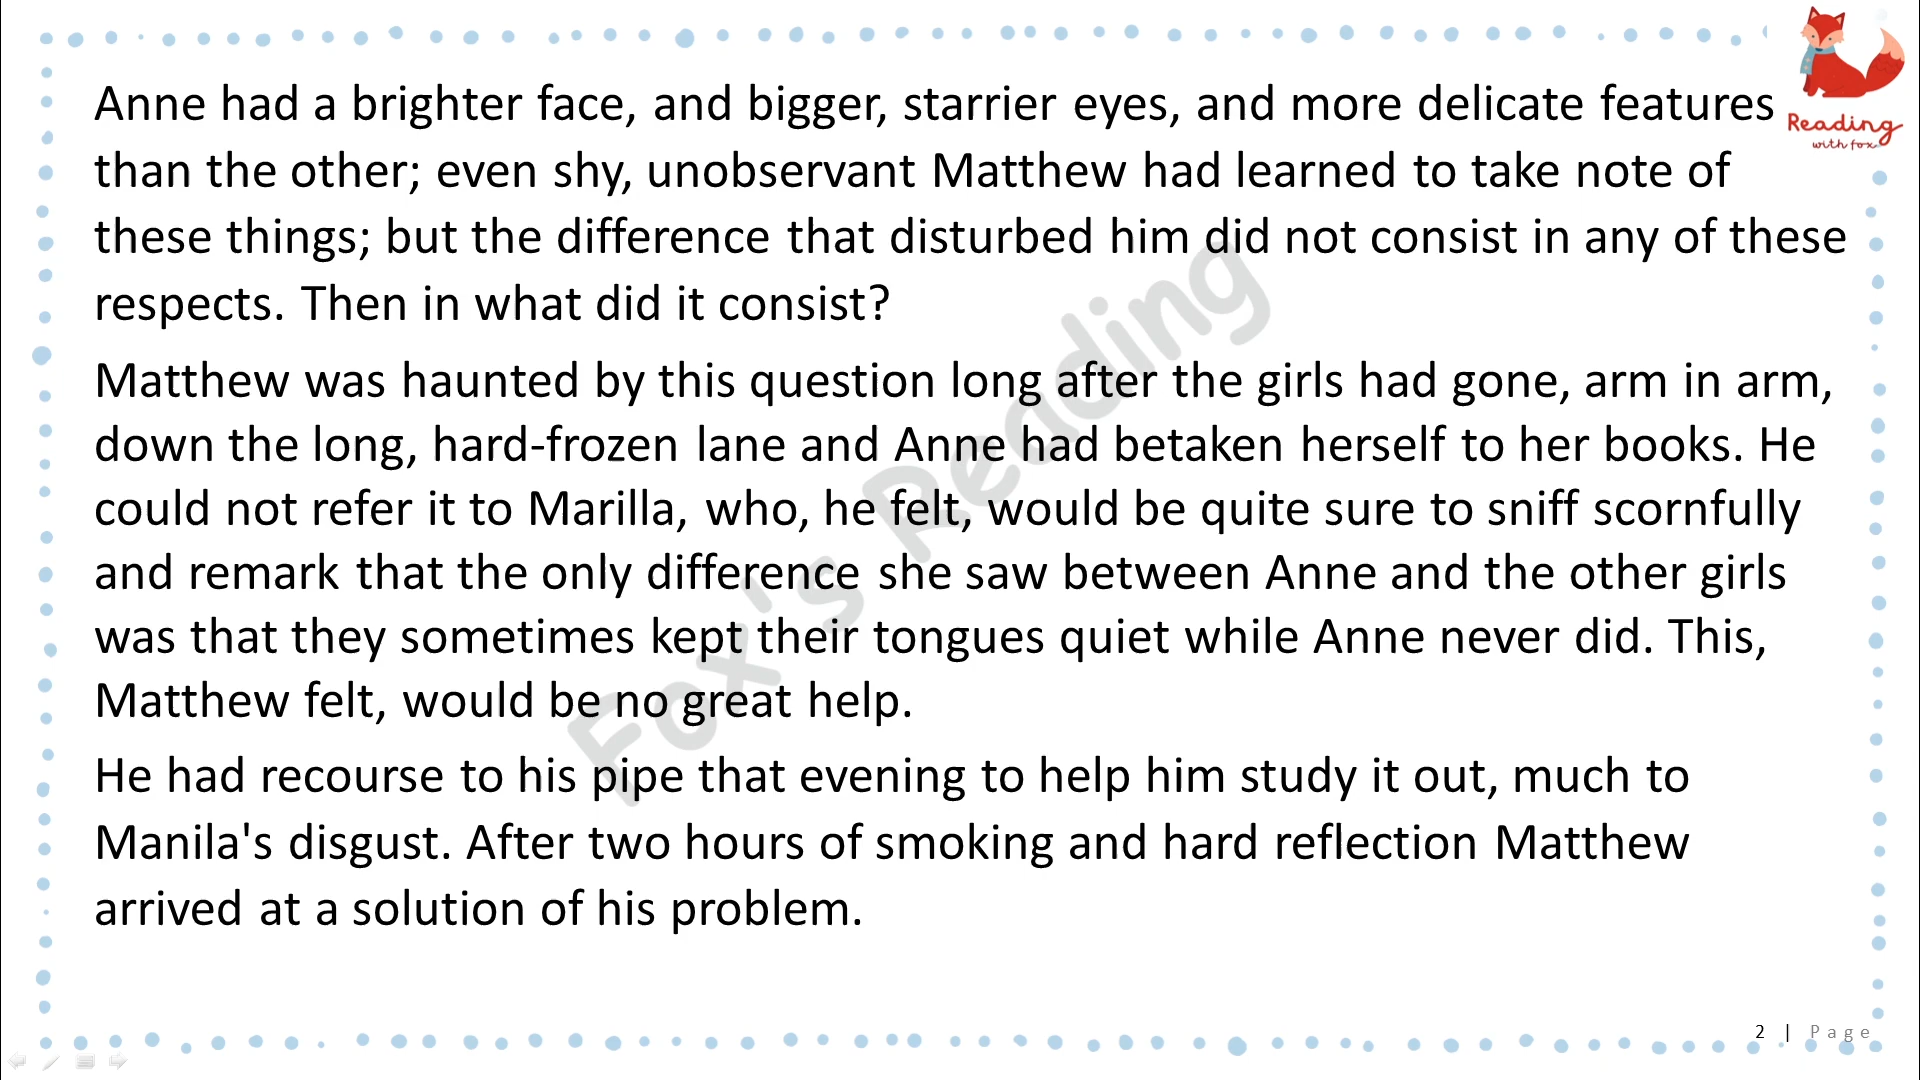 Anne had a brighter face, and bigger, starrier eyes, and more delicate features
than the other; even shy, unobservant Matthew had learned to take note of
these things; but the difference that disturbed him did not consist in any of these
respects. Then in what did it consist?
Matthew was haunted by this question long after the girls had gone, arm in arm,
down the long, hard-frozen lane and Anne had betaken herself to her books. He
could not refer it to Marilla, who, he felt, would be quite sure to sniff scornfully
and remark that the only difference she saw between Anne and the other girls
was that they sometimes kept their tongues quiet while Anne never did. This,
Matthew felt, would be no great help.
He had recourse to his pipe that evening to help him study it out, much to
Manila's disgust. After two hours of smoking and hard reflection Matthew
arrived at a solution of his problem.
Reading
with fox
Fox's Reading
2 | Page